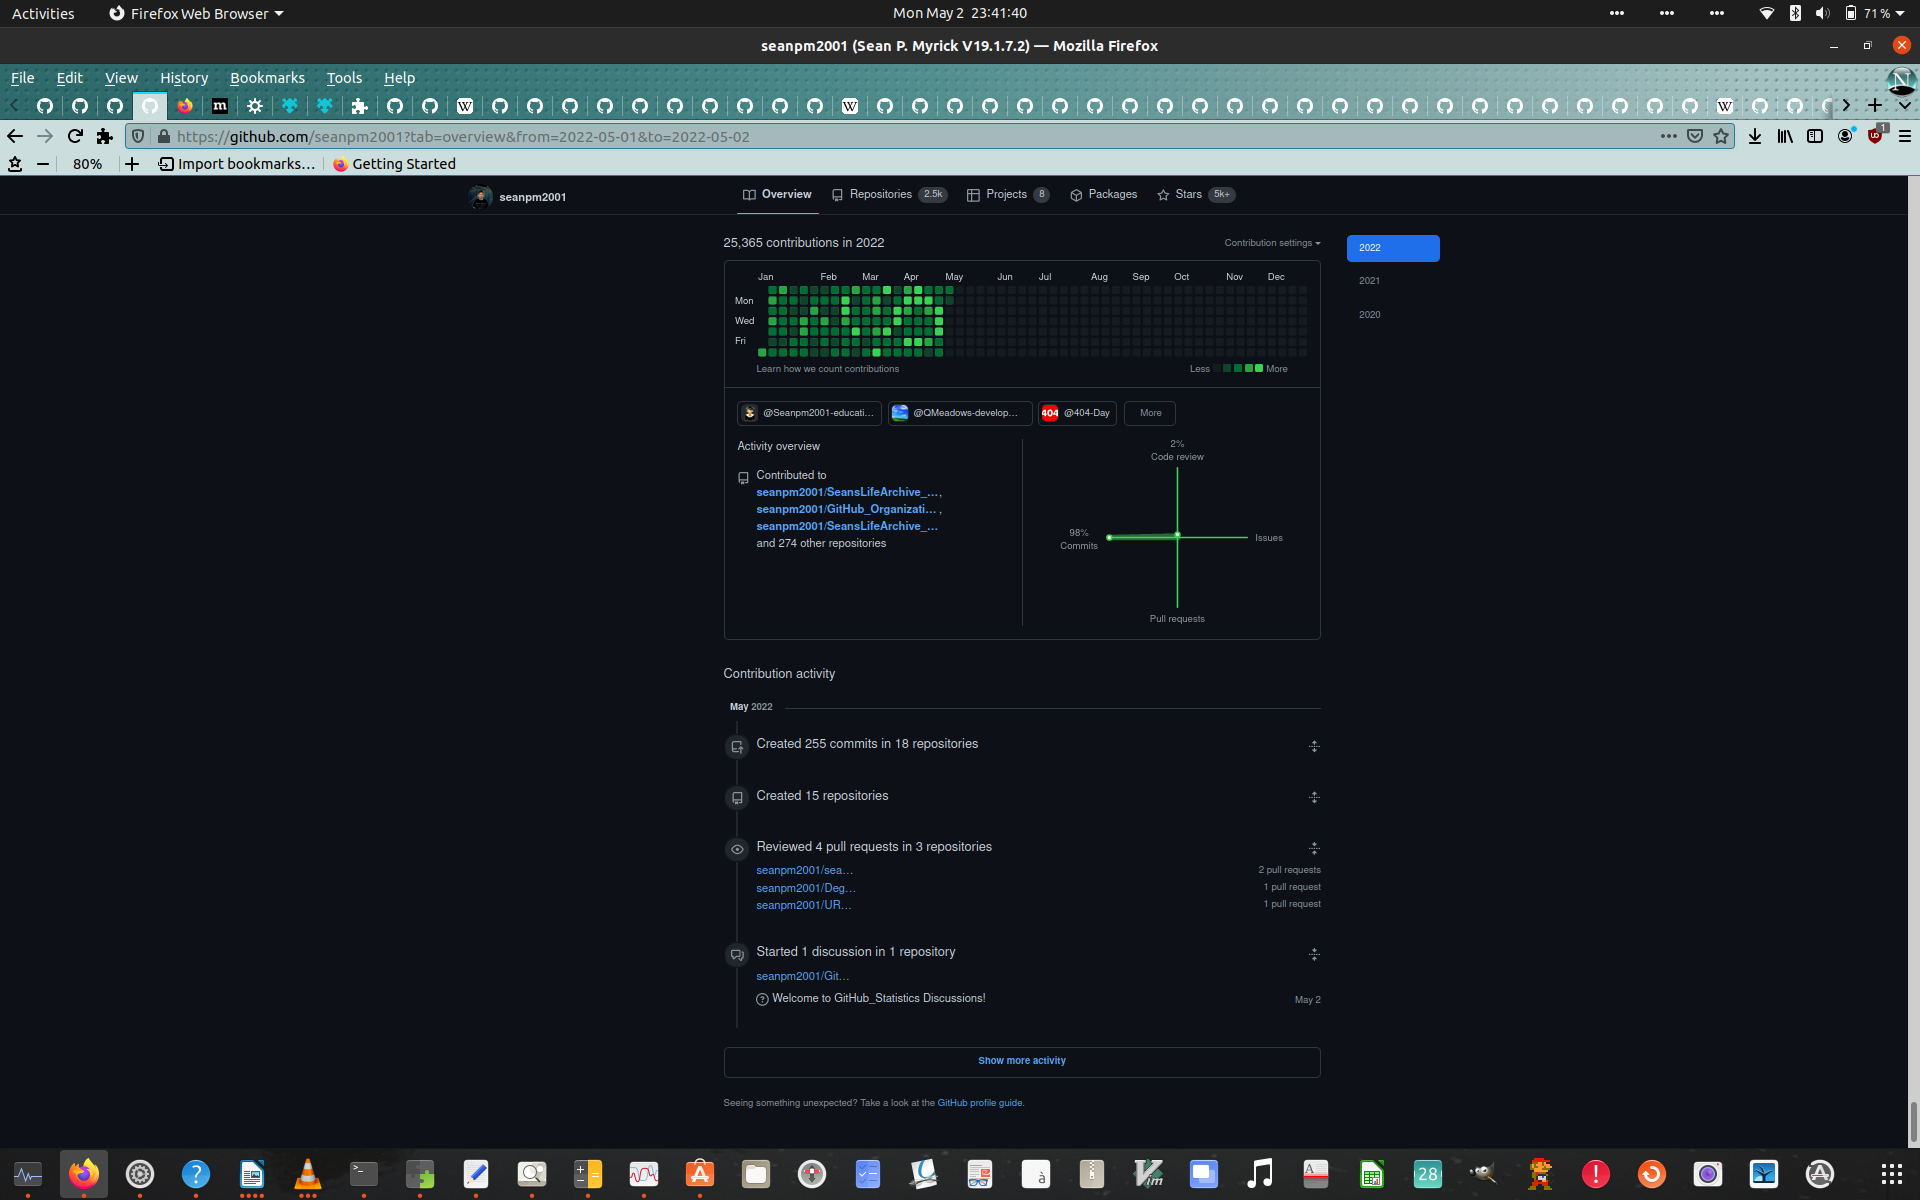 Activities
Firefox Web Browser
Mon May 2 23:41:40
71 %
seanpm2001 (Sean P. Myrick V19.1.7.2) — Mozilla Firefox
File Edit View History Bookmarks Tools Help
https://github.com/seanpm2001?tab=overview&from=2022-05-01&to=2022-05-02
80%
Import bookmarks…
Getting Started
seanpm2001
Overview
Repositories 2.5k
Projects 8
Packages
Stars 5k+
25,365 contributions in 2022
Contribution settings
2022
2021
2020
Jan Feb Mar Apr May Jun Jul Aug Sep Oct Nov Dec
Mon
Wed
Fri
Learn how we count contributions
Less More
@Seanpm2001-educati…
@QMeadows-develop…
404 @404-Day
More
Activity overview
Contributed to
seanpm2001/SeansLifeArchive_… ,
seanpm2001/GitHub_Organizati… ,
seanpm2001/SeansLifeArchive_…
and 274 other repositories
2%
Code review
98%
Commits
Issues
Pull requests
Contribution activity
May 2022
Created 255 commits in 18 repositories
Created 15 repositories
Reviewed 4 pull requests in 3 repositories
seanpm2001/sea… 2 pull requests
seanpm2001/Deg… 1 pull request
seanpm2001/UR… 1 pull request
Started 1 discussion in 1 repository
seanpm2001/Git…
Welcome to GitHub_Statistics Discussions! May 2
Show more activity
Seeing something unexpected? Take a look at the GitHub profile guide.
28